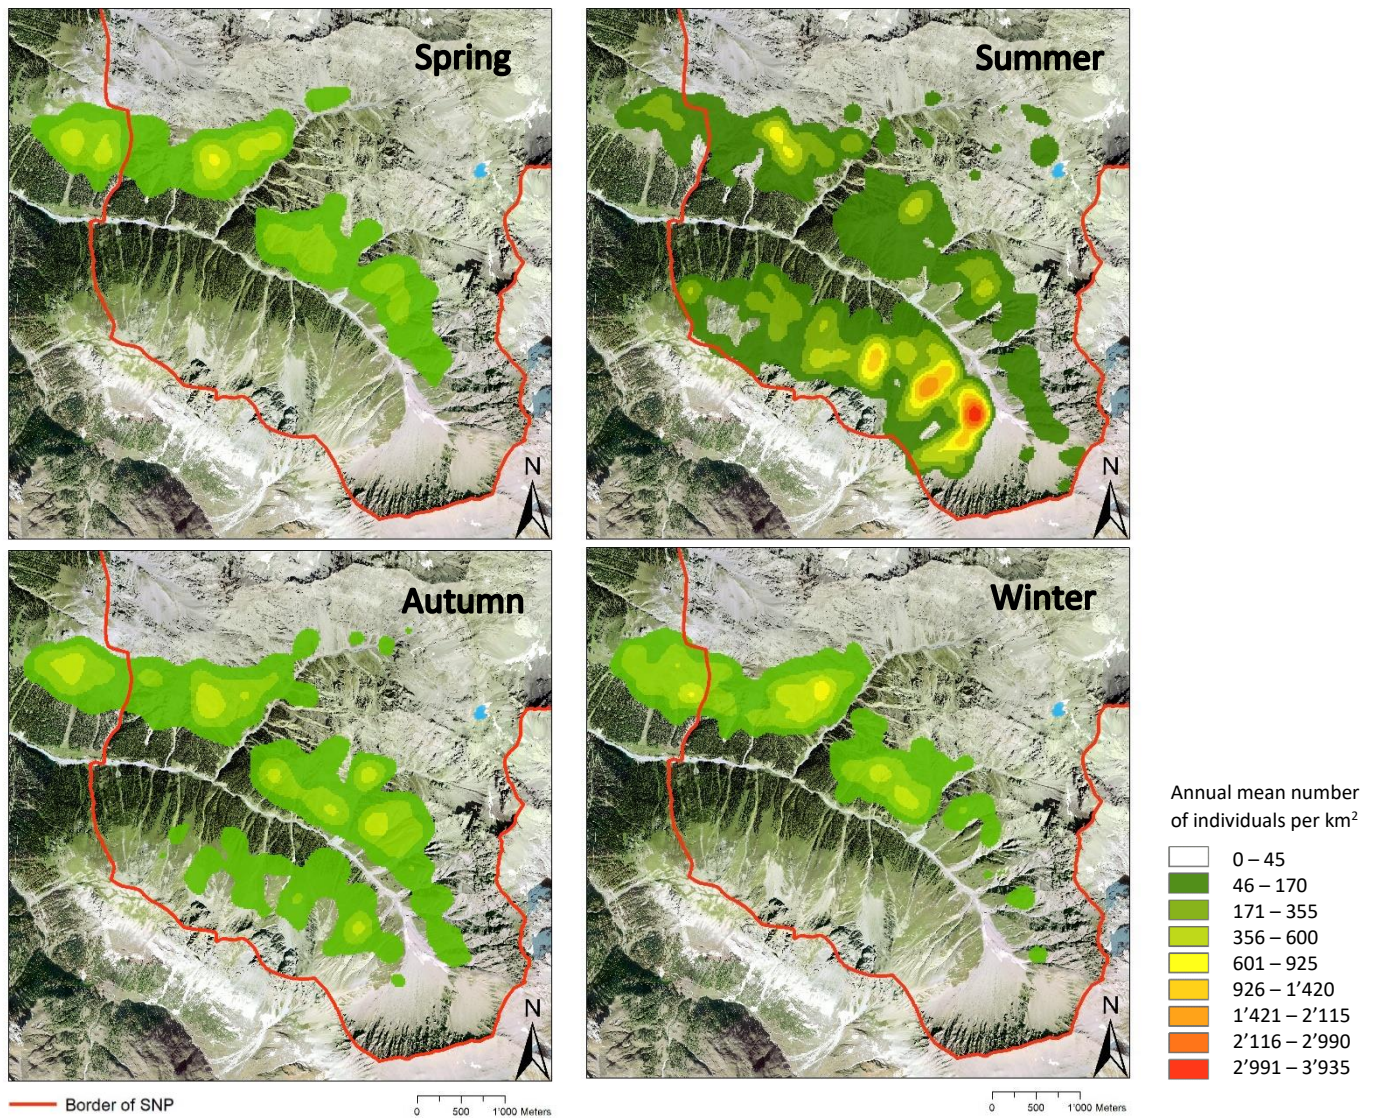 Spring
Summer
N
N
Autumn
Winter
N
N
Annual mean number
of individuals per km²
0 – 45
46 – 170
171 – 355
356 – 600
601 – 925
926 – 1’420
1’421 – 2’115
2’116 – 2’990
2’991 – 3’935
Border of SNP
0 500 1'000 Meters
0 500 1'000 Meters